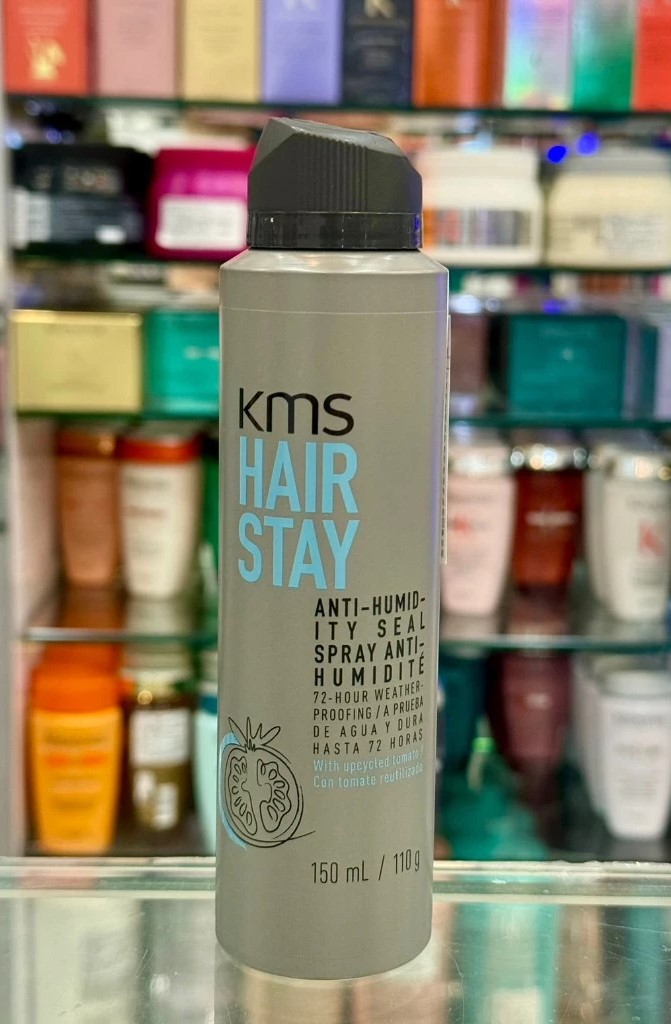 kms
HAIR
STAY
ANTI-HUMID-
ITY SEAL
SPRAY ANTI-
HUMIDITÉ
72-HOUR WEATHER-
PROOFING / A PRUEBA
DE AGUA Y DURA
HASTA 72 HORAS
With upcycled tomato /
Con tomate reutilizado
150 mL / 110 g